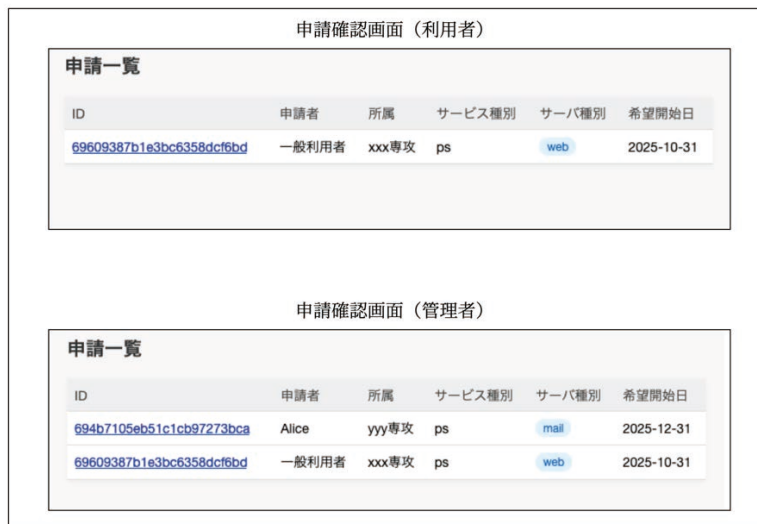 申請確認画面（利用者）
申請一覧
ID 申請者 所属 サービス種別 サーバ種別 希望開始日
69609387b1e3bc6358dcf6bd 一般利用者 xxx専攻 ps web 2025-10-31
申請確認画面（管理者）
申請一覧
ID 申請者 所属 サービス種別 サーバ種別 希望開始日
694b7105eb51c1cb97273bca Alice yyy専攻 ps mail 2025-12-31
69609387b1e3bc6358dcf6bd 一般利用者 xxx専攻 ps web 2025-10-31